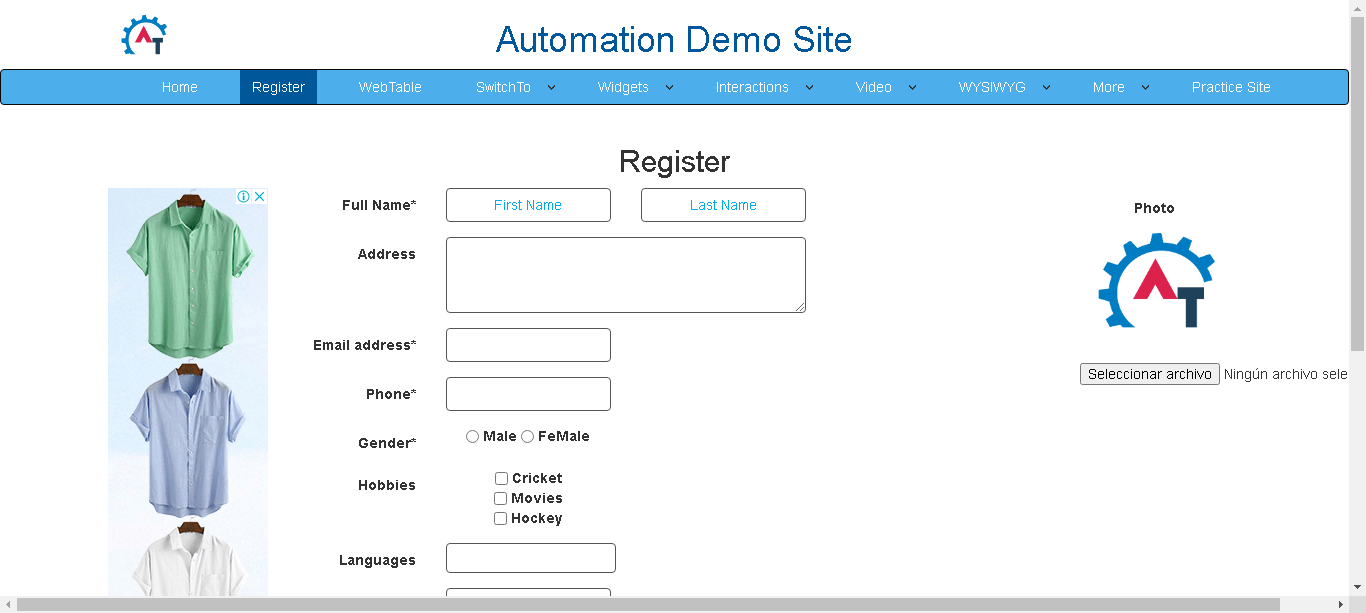 Automation Demo Site
Home Register WebTable SwitchTo Widgets Interactions Video WYSIWYG More Practice Site
Register
Full Name* First Name Last Name
Photo
Address
AT
Email address*
Seleccionar archivo Ningún archivo sele
Phone*
Gender* Male FeMale
Hobbies Cricket
Movies
Hockey
Languages